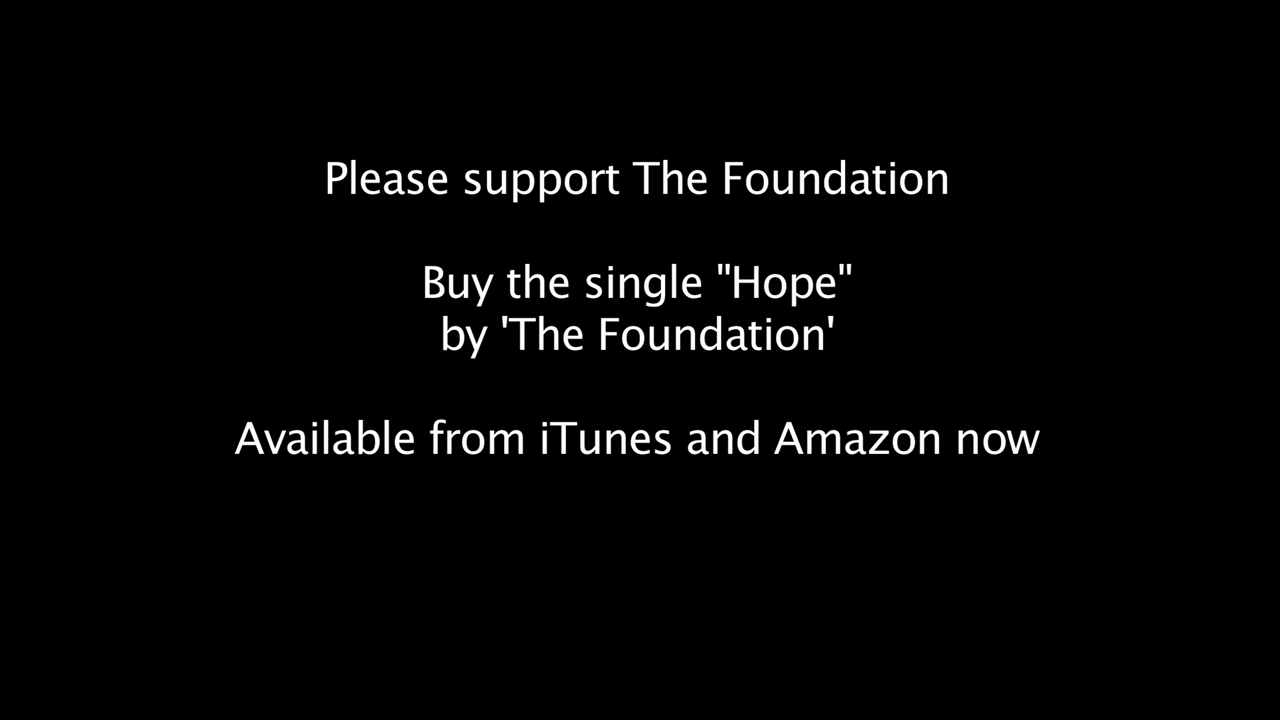 Please support The Foundation
Buy the single "Hope"
by 'The Foundation'
Available from iTunes and Amazon now